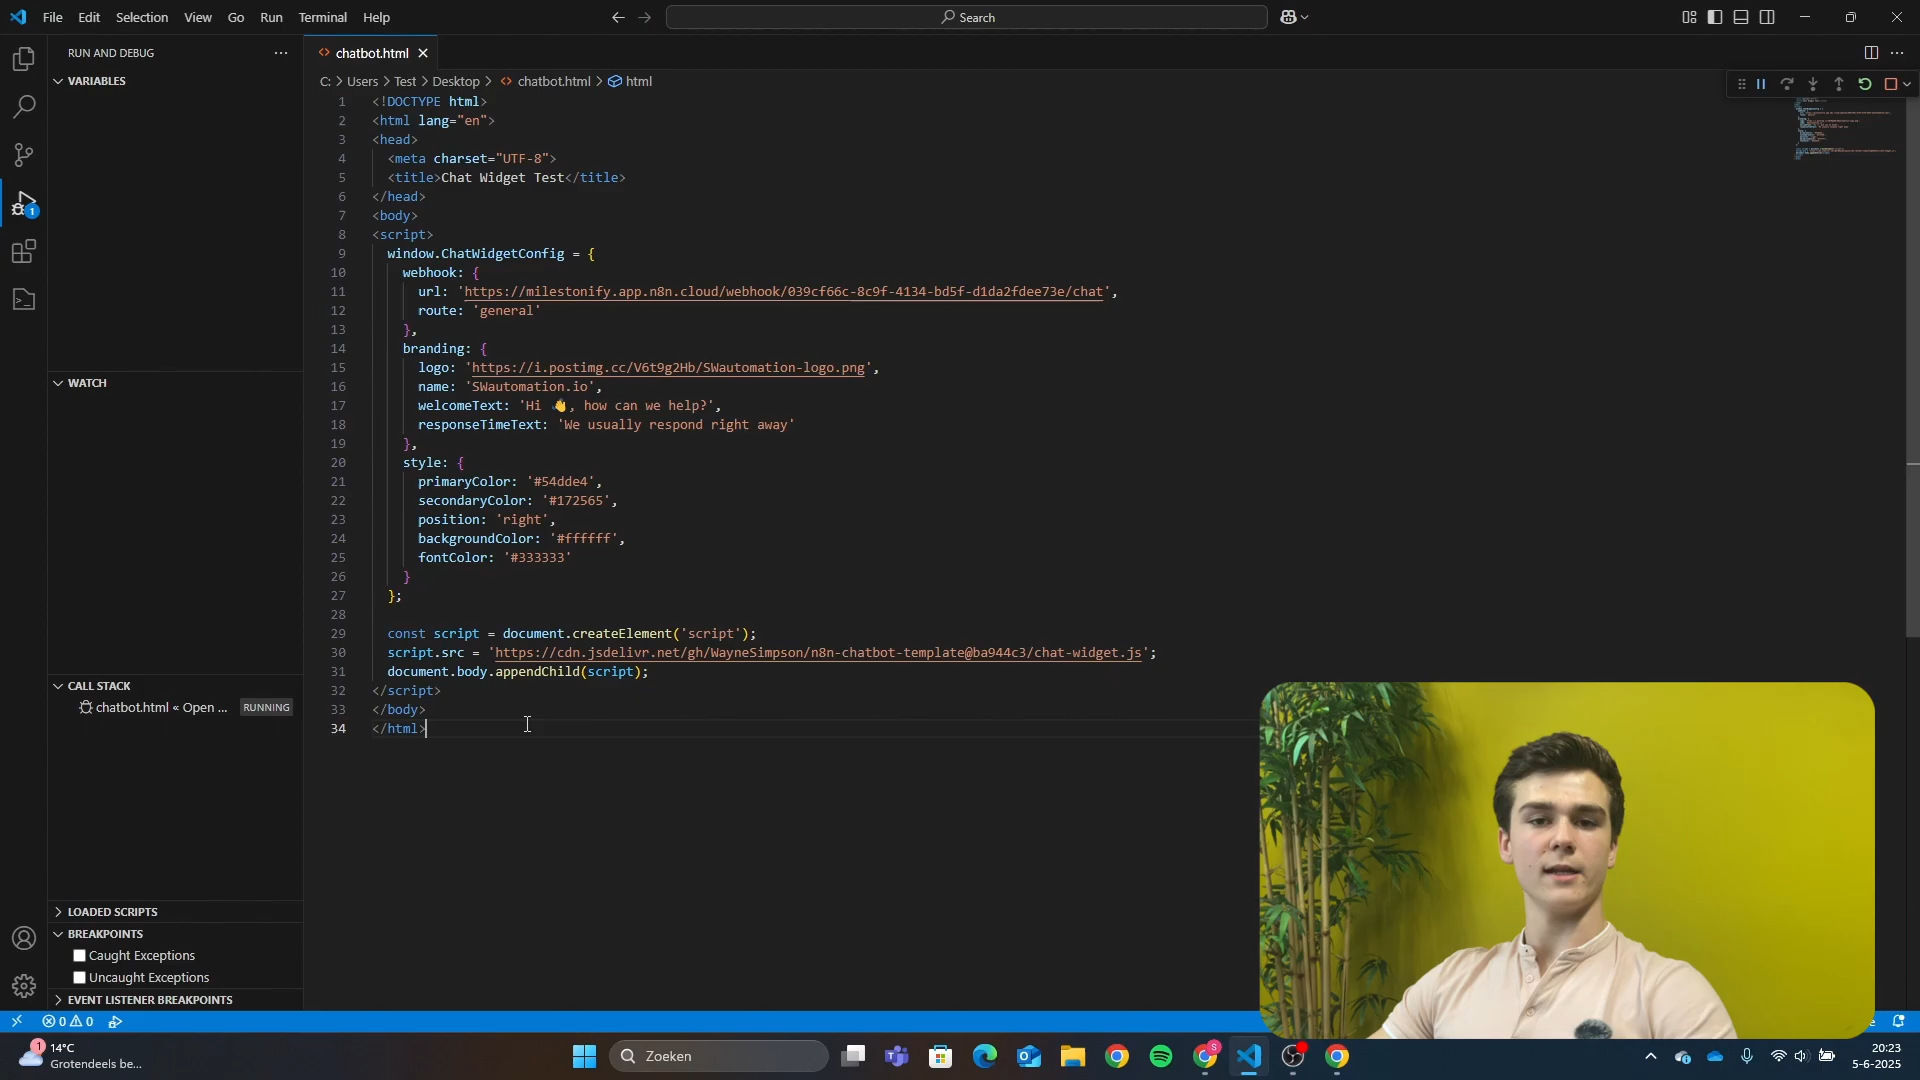 File Edit Selection View Go Run Terminal Help
Search
RUN AND DEBUG
VARIABLES
WATCH
CALL STACK
chatbot.html « Open ... RUNNING
LOADED SCRIPTS
BREAKPOINTS
Caught Exceptions
Uncaught Exceptions
EVENT LISTENER BREAKPOINTS
chatbot.html
C: > Users > Test > Desktop > chatbot.html > html
1 <!DOCTYPE html>
2 <html lang="en">
3 <head>
4 <meta charset="UTF-8">
5 <title>Chat Widget Test</title>
6 </head>
7 <body>
8 <script>
9 window.ChatWidgetConfig = {
10 webhook: {
11 url: 'https://milestonify.app.n8n.cloud/webhook/039cf66c-8c9f-4134-bd5f-d1da2fdee73e/chat',
12 route: 'general'
13 },
14 branding: {
15 logo: 'https://i.postimg.cc/V6t9g2Hb/SWautomation-logo.png',
16 name: 'SWautomation.io',
17 welcomeText: 'Hi 👋, how can we help?',
18 responseTimeText: 'We usually respond right away'
19 },
20 style: {
21 primaryColor: '#54dde4',
22 secondaryColor: '#172565',
23 position: 'right',
24 backgroundColor: '#ffffff',
25 fontColor: '#333333'
26 }
27 };
28
29 const script = document.createElement('script');
30 script.src = 'https://cdn.jsdelivr.net/gh/WayneSimpson/n8n-chatbot-template@ba944c3/chat-widget.js';
31 document.body.appendChild(script);
32 </script>
33 </body>
34 </html>
1
0 0
1
14°C
Grotendeels be...
Zoeken
S
20:23
5-6-2025